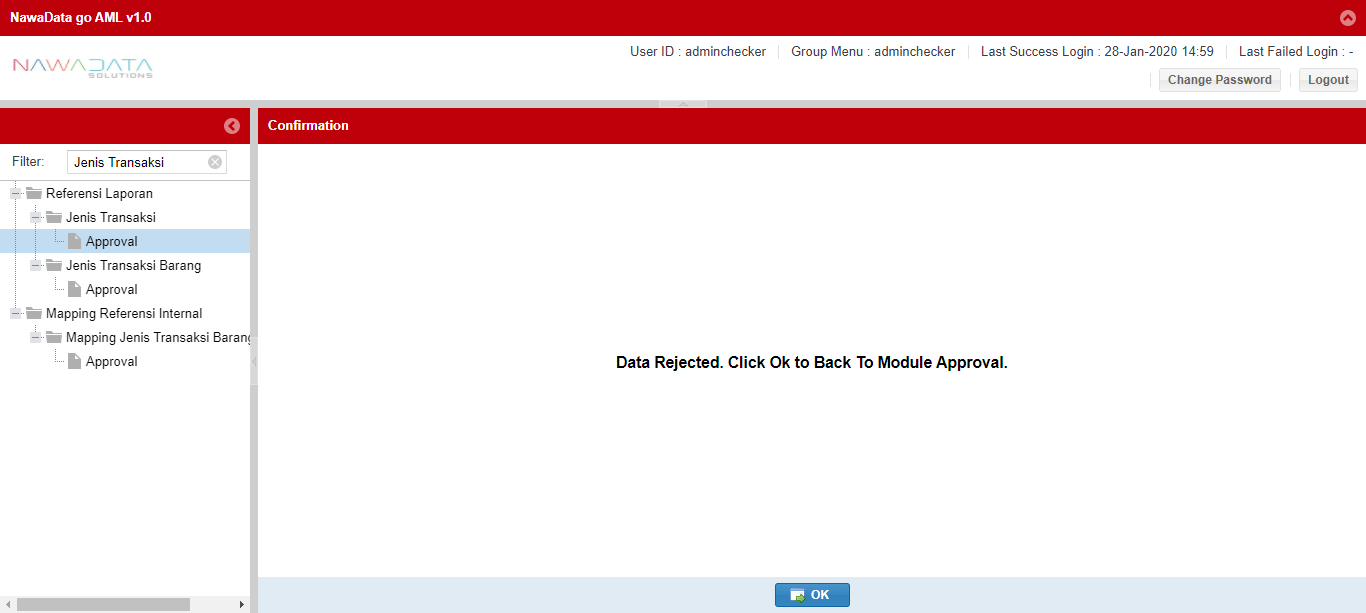 NawaData go AML v1.0
User ID : adminchecker Group Menu : adminchecker Last Success Login : 28-Jan-2020 14:59 Last Failed Login : -
NAWADATA
SOLUTIONS
Change Password Logout
Confirmation
Filter: Jenis Transaksi
Referensi Laporan
Jenis Transaksi
Approval
Jenis Transaksi Barang
Approval
Mapping Referensi Internal
Mapping Jenis Transaksi Barang
Approval
Data Rejected. Click Ok to Back To Module Approval.
OK